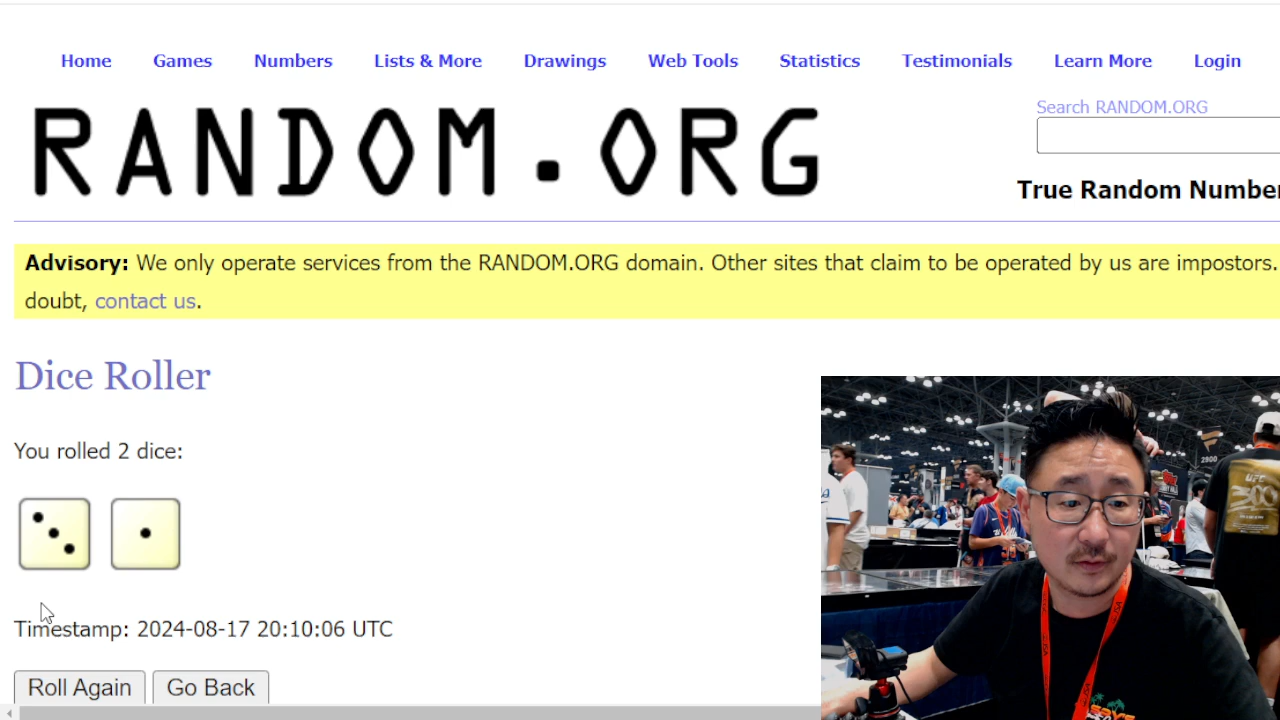 Home Games Numbers Lists & More Drawings Web Tools Statistics Testimonials Learn More Login
RANDOM.ORG
Search RANDOM.ORG
True Random Number
Advisory: We only operate services from the RANDOM.ORG domain. Other sites that claim to be operated by us are impostors.
doubt, contact us.
Dice Roller
You rolled 2 dice:
Timestamp: 2024-08-17 20:10:06 UTC
Roll Again Go Back
2900
UFC
300